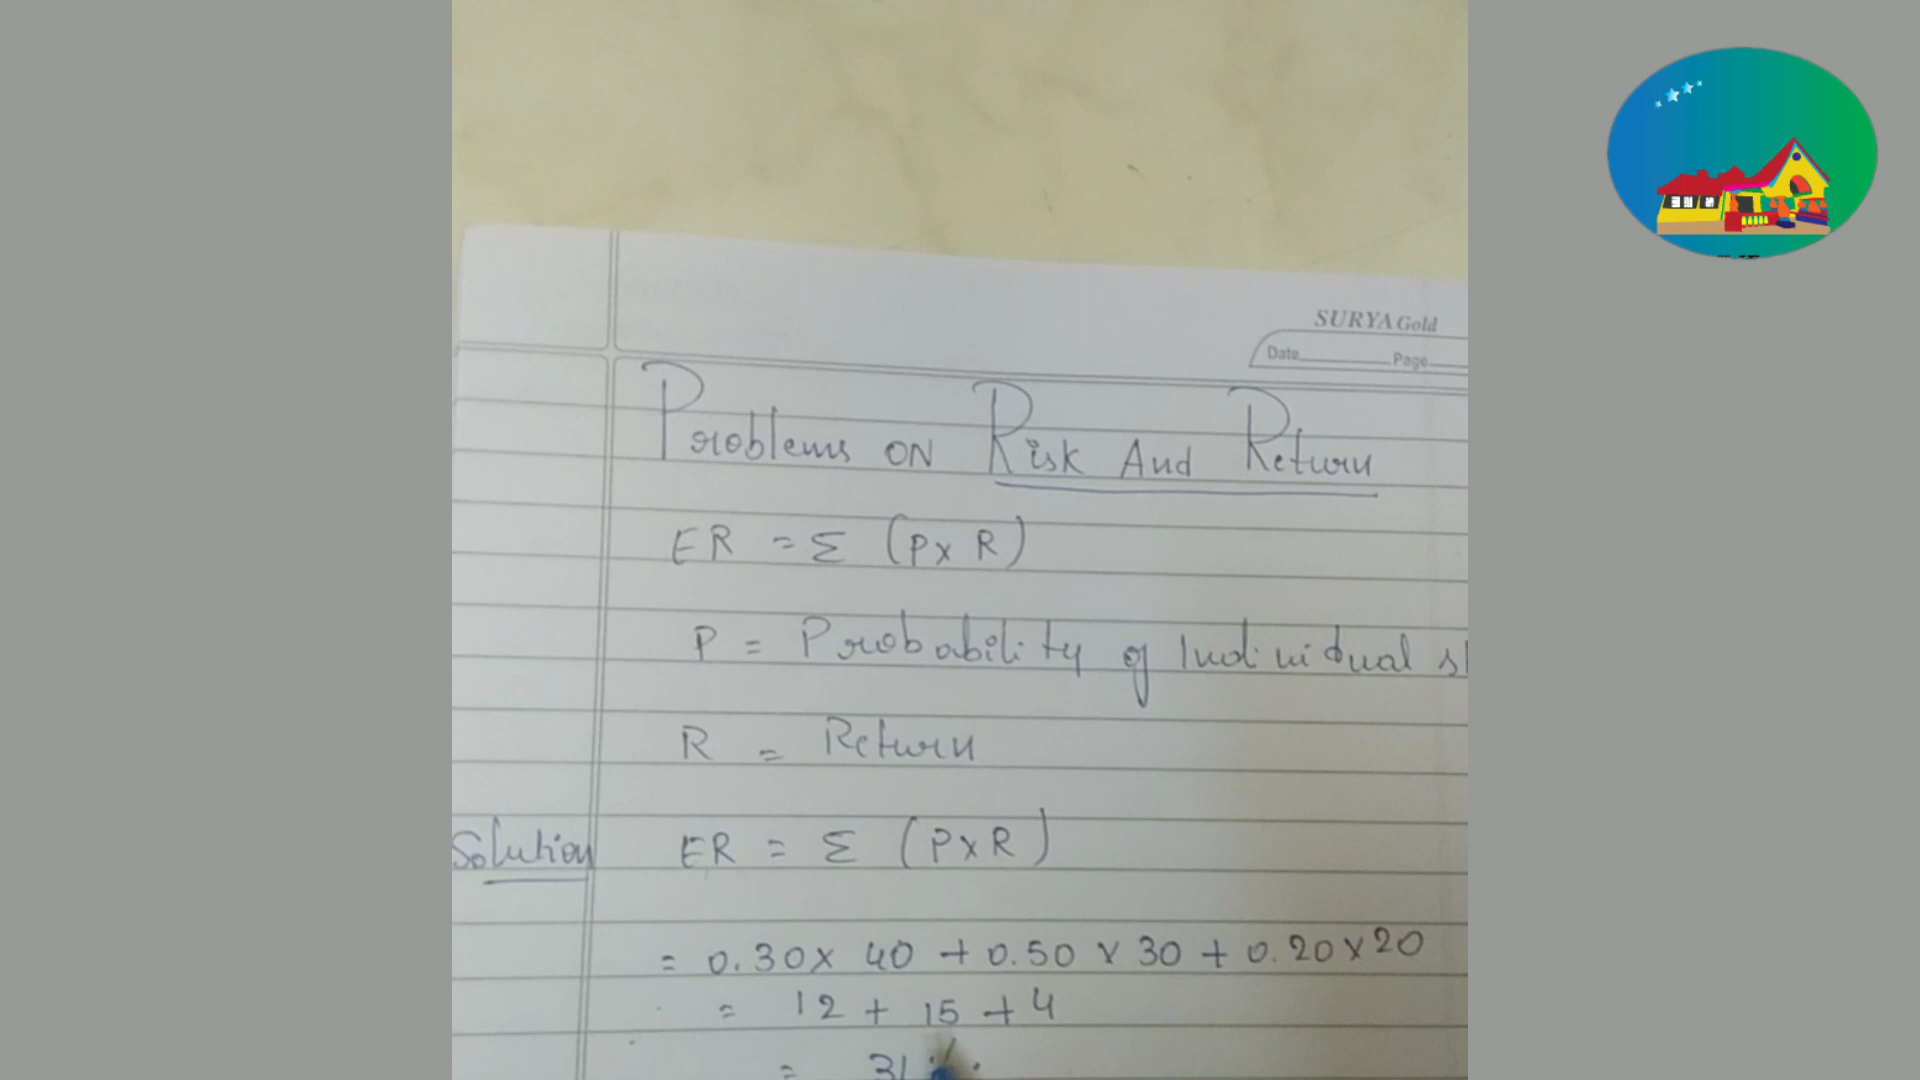 SURYA Gold
Date Page
Problems ON Risk And Return
ER = Σ (P x R)
P = Probability of Individual
R = Return
Solution ER = Σ (P x R)
= 0.30 x 40 + 0.50 x 30 + 0.20 x 20
= 12 + 15 + 4
= 31%